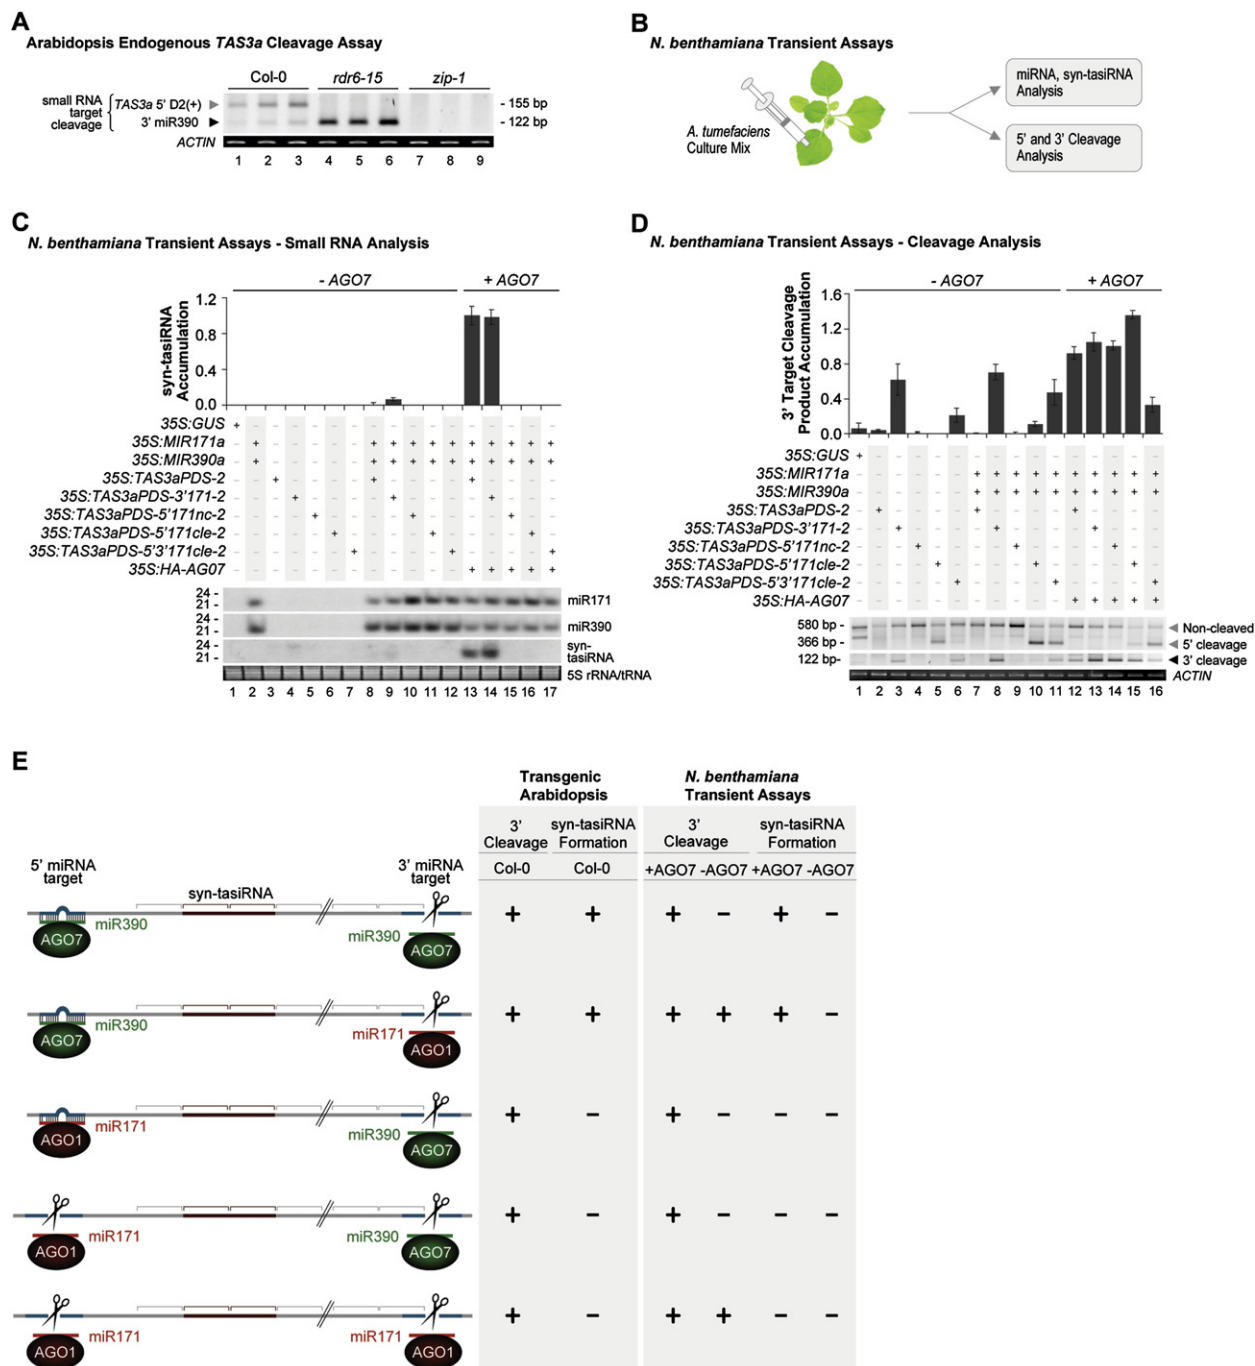 A
Arabidopsis Endogenous TAS3a Cleavage Assay
Col-0 rdr6-15 zip-1
small RNA target cleavage
TAS3a 5' D2(+) - 155 bp
3' miR390 - 122 bp
ACTIN
1 2 3 4 5 6 7 8 9
B
N. benthamiana Transient Assays
A. tumefaciens
Culture Mix
miRNA, syn-tasiRNA
Analysis
5' and 3' Cleavage
Analysis
C
N. benthamiana Transient Assays - Small RNA Analysis
- AGO7 + AGO7
syn-tasiRNA
Accumulation
1.2
0.8
0.4
0.0
35S:GUS + – – – – – – – – – – – – – – – –
35S:MIR171a – + – – – – – + + + + + + + + + +
35S:MIR390a – + – – – – – + + + + + + + + + +
35S:TAS3aPDS-2 – – + – – – – + – – – – + – – – –
35S:TAS3aPDS-3'171-2 – – – + – – – – + – – – – + – – –
35S:TAS3aPDS-5'171nc-2 – – – – + – – – – + – – – – + – –
35S:TAS3aPDS-5'171cle-2 – – – – – + – – – – + – – – – + –
35S:TAS3aPDS-5'3'171cle-2 – – – – – – + – – – – + – – – – +
35S:HA-AGO7 – – – – – – – – – – – – + + + + +
24 -
21 -
miR171
24 -
21 -
miR390
24 -
21 -
syn-
tasiRNA
5S rRNA/tRNA
1 2 3 4 5 6 7 8 9 10 11 12 13 14 15 16 17
D
N. benthamiana Transient Assays - Cleavage Analysis
- AGO7 + AGO7
3' Target Cleavage
Product Accumulation
1.6
1.2
0.8
0.4
0.0
35S:GUS + – – – – – – – – – – – – – – –
35S:MIR171a – – – – – – + + + + + + + + + +
35S:MIR390a – – – – – – + + + + + + + + + +
35S:TAS3aPDS-2 – + – – – – + – – – – + – – – –
35S:TAS3aPDS-3'171-2 – – + – – – – + – – – – + – – –
35S:TAS3aPDS-5'171nc-2 – – – + – – – – + – – – – + – –
35S:TAS3aPDS-5'171cle-2 – – – – + – – – – + – – – – + –
35S:TAS3aPDS-5'3'171cle-2 – – – – – + – – – – + – – – – +
35S:HA-AGO7 – – – – – – – – – – – + + + + +
580 bp - Non-cleaved
366 bp - 5' cleavage
122 bp- 3' cleavage
ACTIN
1 2 3 4 5 6 7 8 9 10 11 12 13 14 15 16
E
Transgenic
Arabidopsis
N. benthamiana
Transient Assays
3'
Cleavage
syn-tasiRNA
Formation
3'
Cleavage
syn-tasiRNA
Formation
Col-0 Col-0 +AGO7 -AGO7 +AGO7 -AGO7
5' miRNA
target
syn-tasiRNA
3' miRNA
target
AGO7 miR390 miR390 AGO7 + + + – + –
AGO7 miR390 miR171 AGO1 + + + + + –
AGO1 miR171 miR390 AGO7 + – + – – –
AGO1 miR171 miR390 AGO7 + – + – – –
AGO1 miR171 miR171 AGO1 + – + + – –